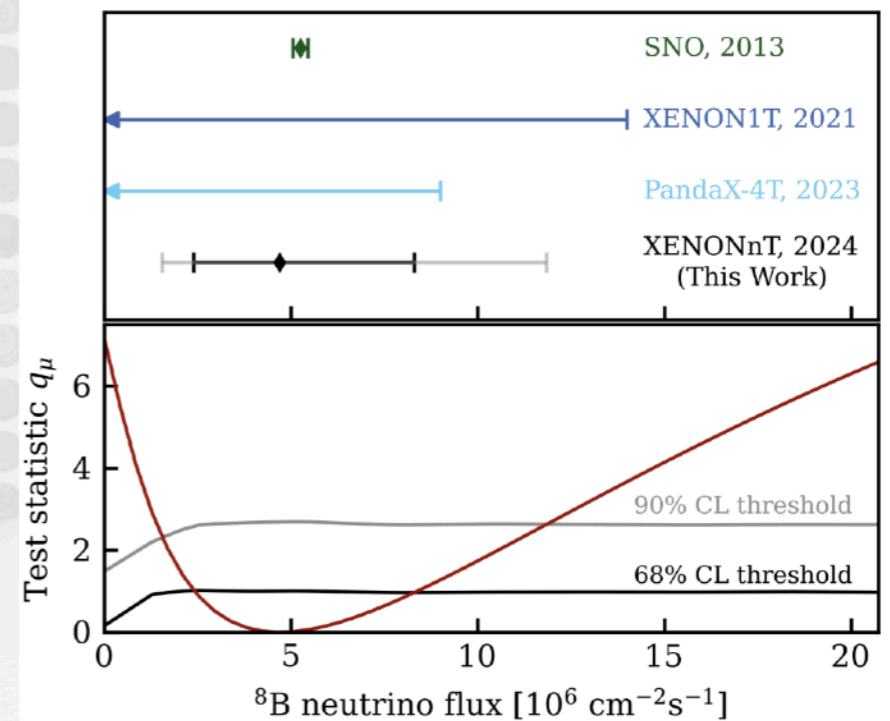 SNO, 2013
XENON1T, 2021
PandaX-4T, 2023
XENONnT, 2024
(This Work)
Test statistic qμ
6
4
2
0
90% CL threshold
68% CL threshold
0 5 10 15 20
⁸B neutrino flux [10⁶ cm⁻²s⁻¹]